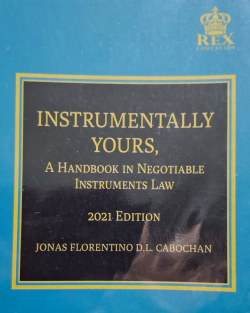 REX
EDUCATION
INSTRUMENTALLY
YOURS,
A HANDBOOK IN NEGOTIABLE
INSTRUMENTS LAW
2021 EDITION
JONAS FLORENTINO D.L. CABOCHAN